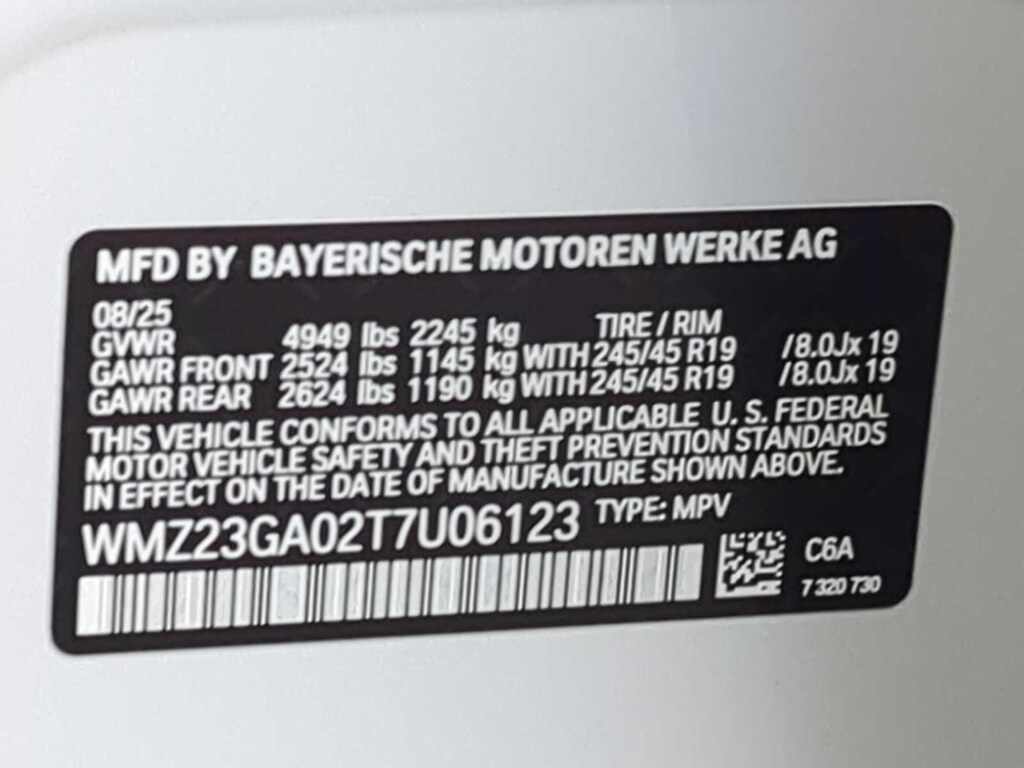 MFD BY BAYERISCHE MOTOREN WERKE AG
08/25
GVWR 4949 lbs 2245 kg TIRE / RIM
GAWR FRONT 2524 lbs 1145 kg WITH 245/45 R19 /8.0Jx 19
GAWR REAR 2624 lbs 1190 kg WITH 245/45 R19 /8.0Jx 19
THIS VEHICLE CONFORMS TO ALL APPLICABLE U. S. FEDERAL
MOTOR VEHICLE SAFETY AND THEFT PREVENTION STANDARDS
IN EFFECT ON THE DATE OF MANUFACTURE SHOWN ABOVE.
WMZ23GA02T7U06123 TYPE: MPV
C6A
7 320 730